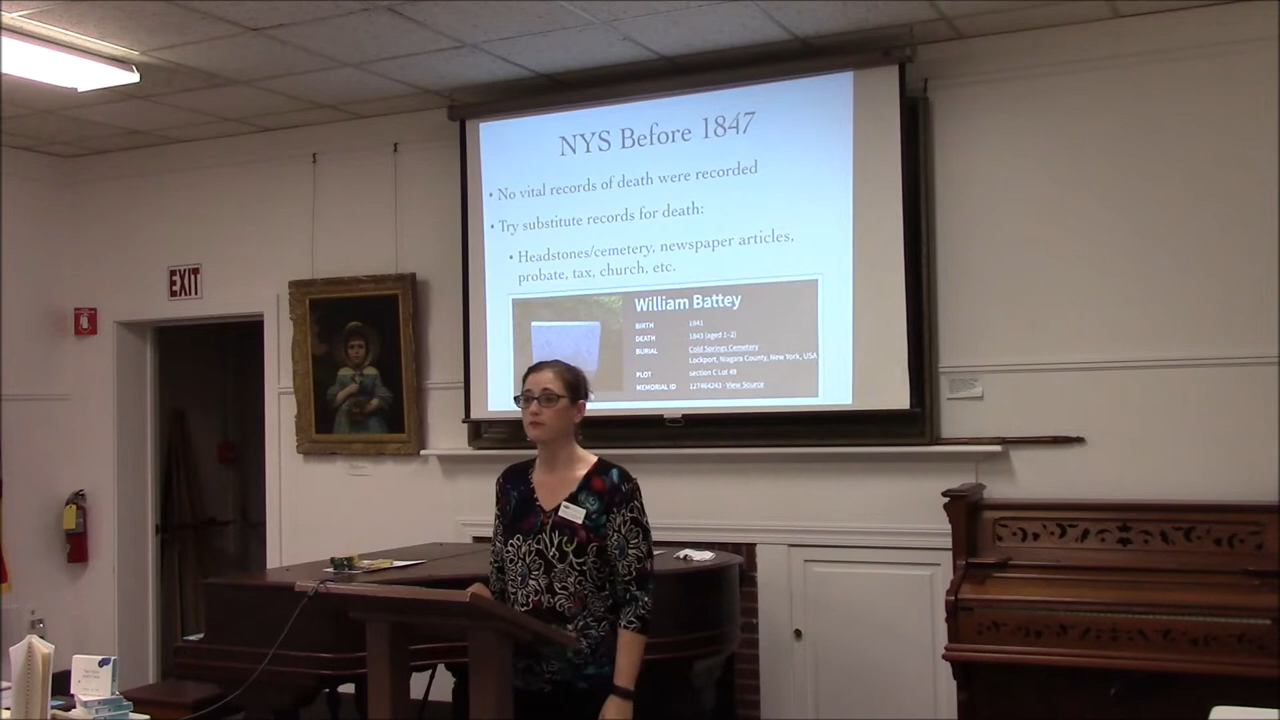 NYS Before 1847
• No vital records of death were recorded
• Try substitute records for death:
• Headstones/cemetery, newspaper articles,
probate, tax, church, etc.
William Battey
BIRTH 1841
DEATH 1843 (aged 1–2)
BURIAL Cold Springs Cemetery
Lockport, Niagara County, New York, USA
PLOT section C Lot 49
MEMORIAL ID 127464243 · View Source
EXIT